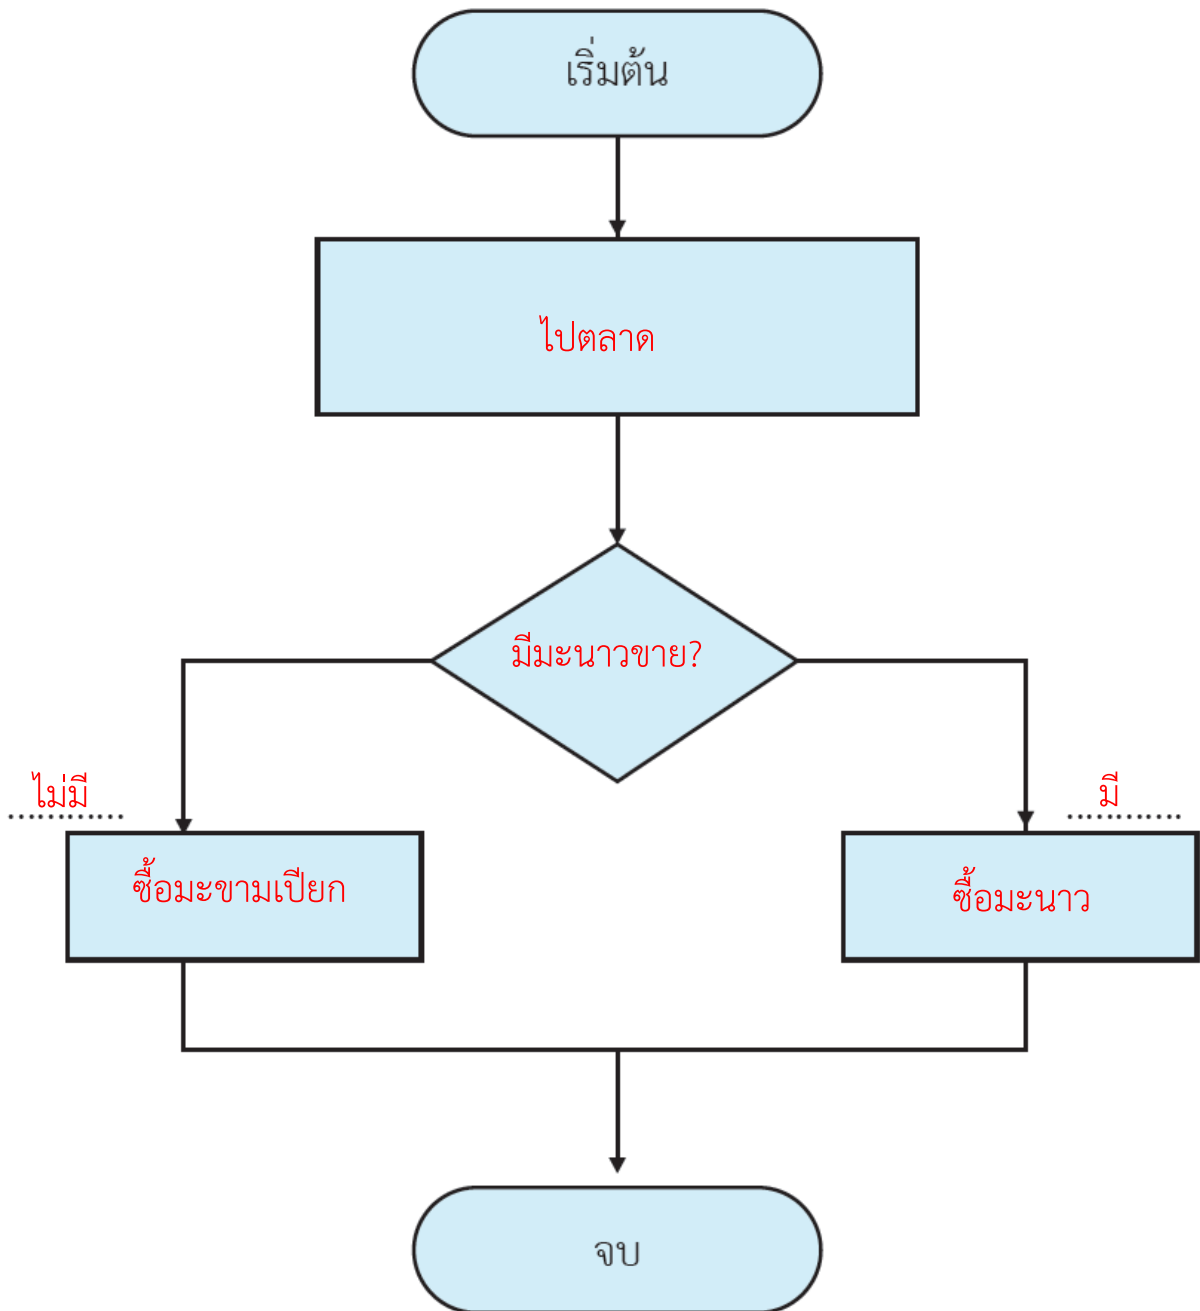 เริ่มต้น
ไปตลาด
มีมะนาวขาย?
ไม่มี
มี
ซื้อมะขามเปียก
ซื้อมะนาว
จบ